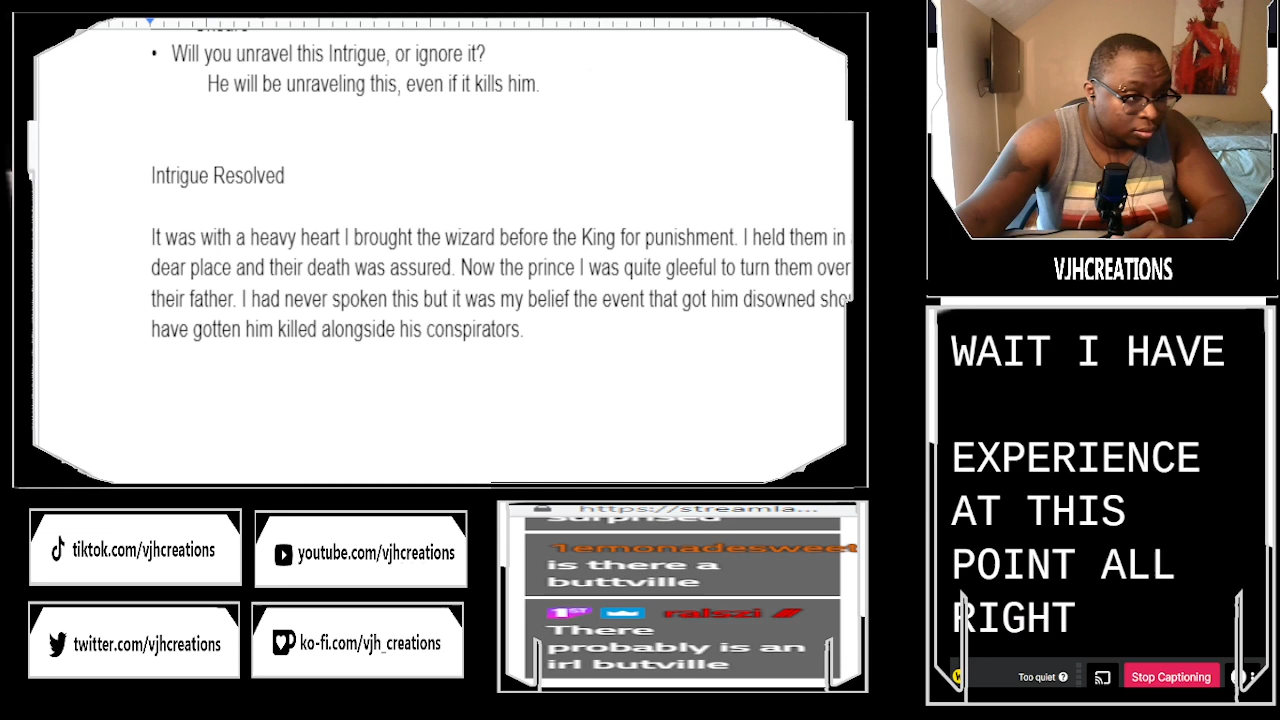 • Will you unravel this Intrigue, or ignore it?
He will be unraveling this, even if it kills him.
Intrigue Resolved
It was with a heavy heart I brought the wizard before the King for punishment. I held them in
dear place and their death was assured. Now the prince I was quite gleeful to turn them over
their father. I had never spoken this but it was my belief the event that got him disowned sho
have gotten him killed alongside his conspirators.
VJHCREATIONS
WAIT I HAVE
EXPERIENCE
AT THIS
POINT ALL
RIGHT
Too quiet
Stop Captioning
tiktok.com/vjhcreations
youtube.com/vjhcreations
twitter.com/vjhcreations
ko-fi.com/vjh_creations
https://streamla...
surprised
1emonadesweet
is there a
buttville
1ST ralszi
There
probably is an
irl butville